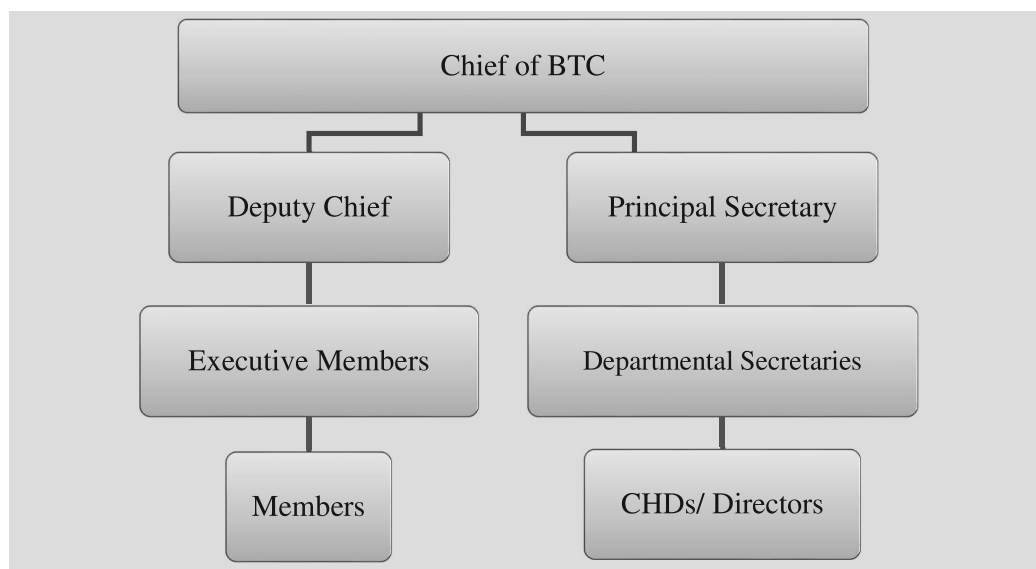 Chief of BTC
Deputy Chief
Principal Secretary
Executive Members
Departmental Secretaries
Members
CHDs/ Directors